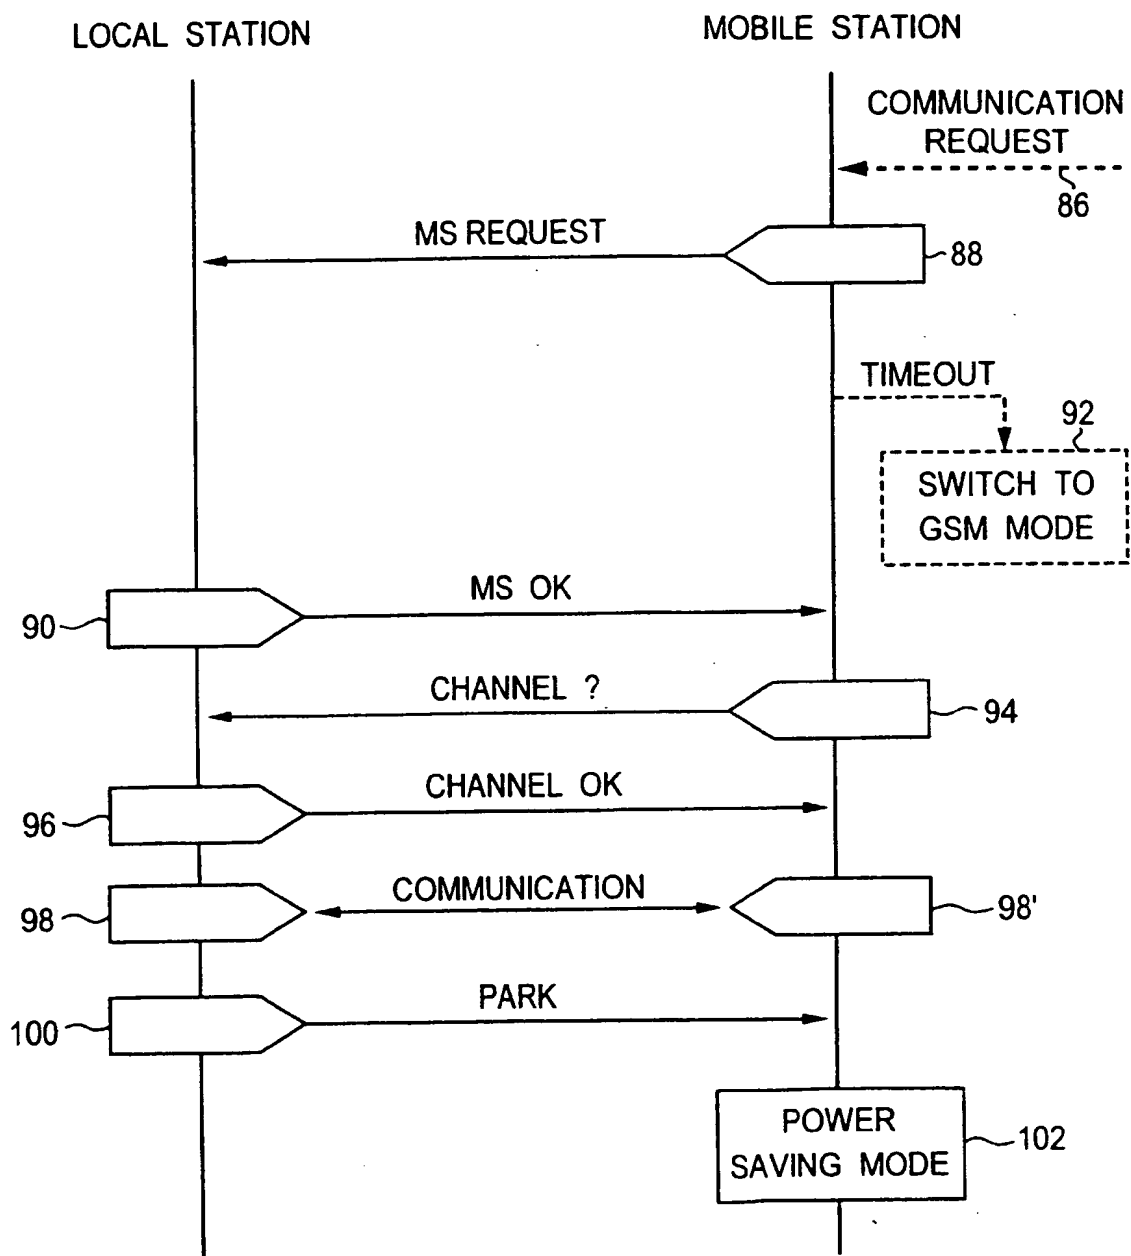 LOCAL STATION
MOBILE STATION
COMMUNICATION
REQUEST
86
MS REQUEST
88
TIMEOUT
92
SWITCH TO
GSM MODE
MS OK
90
CHANNEL ?
94
CHANNEL OK
96
COMMUNICATION
98
98'
PARK
100
POWER
SAVING MODE
102